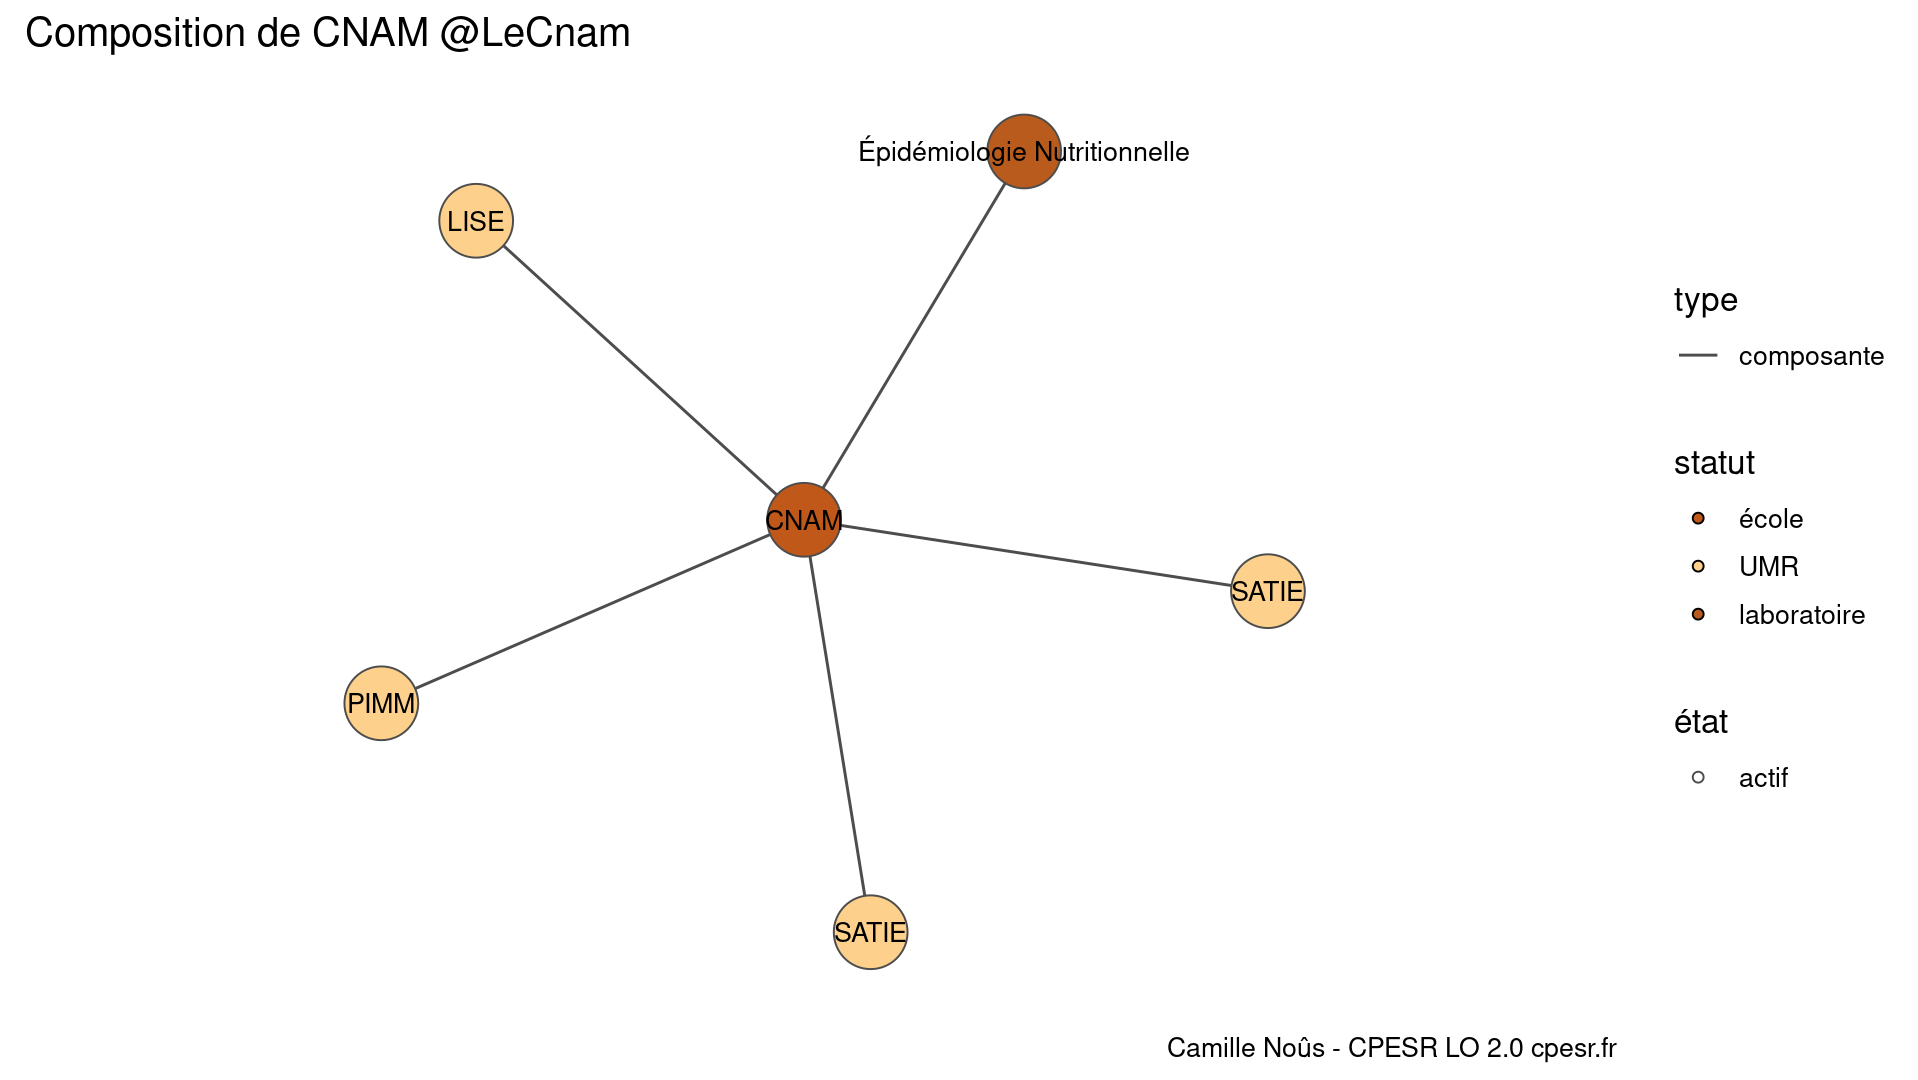 Composition de CNAM @LeCnam
Épidémiologie Nutritionnelle
LISE
CNAM
SATIE
PIMM
SATIE
type
composante
statut
école
UMR
laboratoire
état
actif
Camille Noûs - CPESR LO 2.0 cpesr.fr